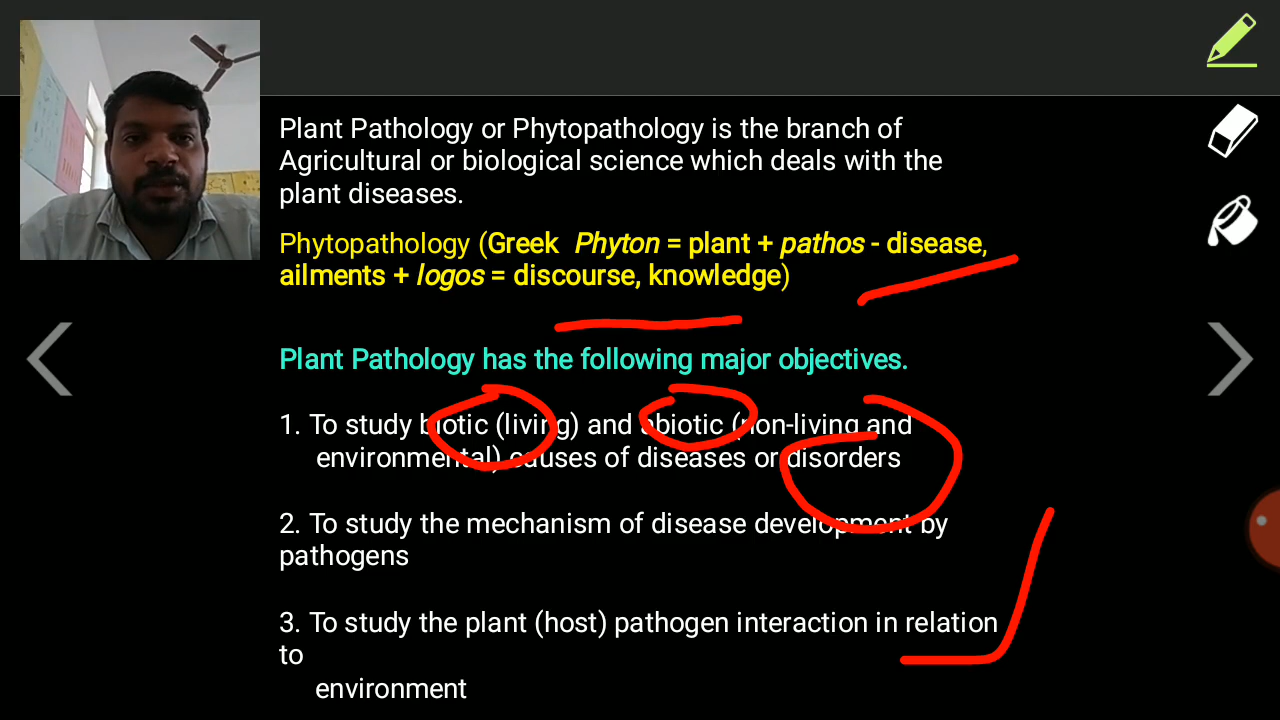 Plant Pathology or Phytopathology is the branch of
Agricultural or biological science which deals with the
plant diseases.
Phytopathology (Greek Phyton = plant + pathos - disease,
ailments + logos = discourse, knowledge)
Plant Pathology has the following major objectives.
1. To study biotic (living) and abiotic (non-living and
environmental) causes of diseases or disorders
2. To study the mechanism of disease development by
pathogens
3. To study the plant (host) pathogen interaction in relation
to
environment